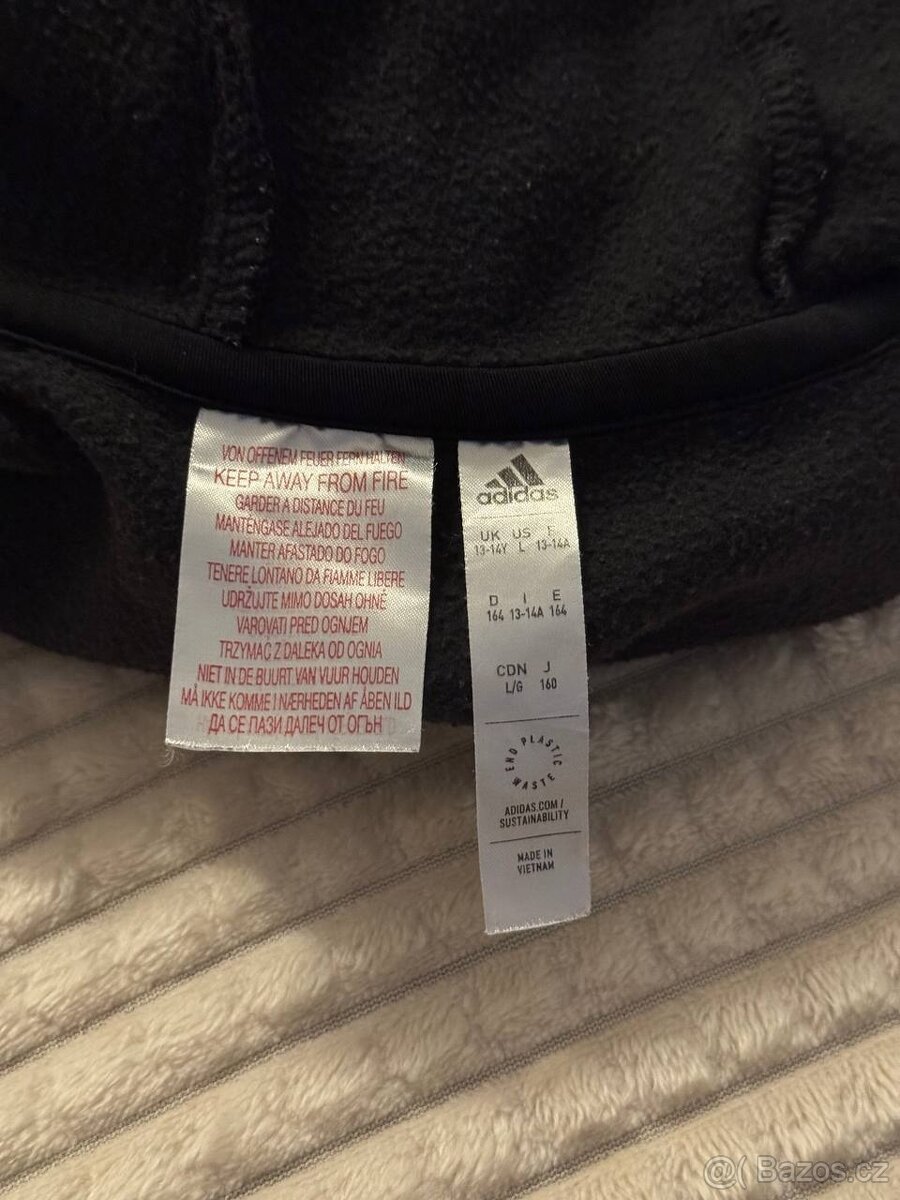 VON OFFENEM FEUER FERN HALTEN
KEEP AWAY FROM FIRE
GARDER A DISTANCE DU FEU
MANTÉNGASE ALEJADO DEL FUEGO
MANTER AFASTADO DO FOGO
TENERE LONTANO DA FIAMME LIBERE
UDRŽUJTE MIMO DOSAH OHNĚ
VAROVATI PRED OGNJEM
TRZYMAĆ Z DALEKA OD OGNIA
NIET IN DE BUURT VAN VUUR HOUDEN
MÅ IKKE KOMME I NÆRHEDEN AF ÅBEN ILD
ДА СЕ ПАЗИ ДАЛЕЧ ОТ ОГЪН
adidas
UK US F
13-14Y L 13-14A
D I E
164 13-14A 164
CDN J
L/G 160
END PLASTIC WASTE
ADIDAS.COM/
SUSTAINABILITY
MADE IN
VIETNAM
@( Bazos.cz